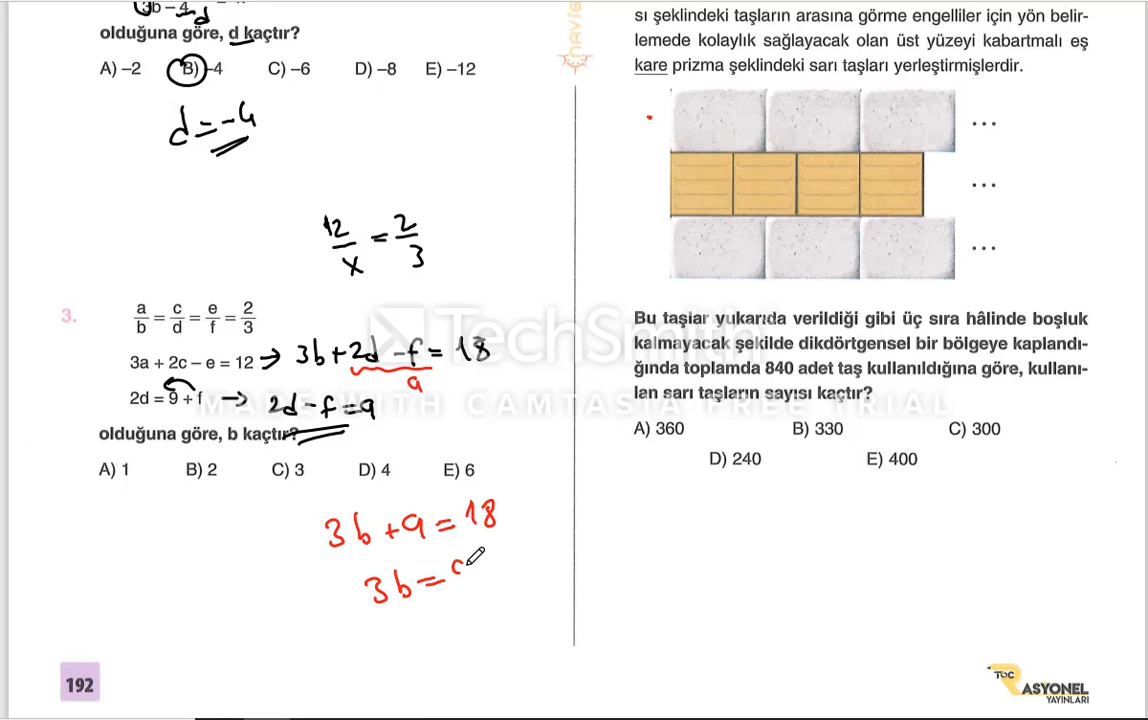 3b – 4d
olduğuna göre, d kaçtır?
A) –2 B) –4 C) –6 D) –8 E) –12
d = –4
12/x = 2/3
3.
a/b = c/d = e/f = 2/3
3a + 2c – e = 12 → 3b + 2d – f = 18
9
2d = 9 + f → 2d – f = 9
olduğuna göre, b kaçtır?
A) 1 B) 2 C) 3 D) 4 E) 6
3b + 9 = 18
3b =
192
NAVIE
sı şeklindeki taşların arasına görme engelliler için yön belir-
lemede kolaylık sağlayacak olan üst yüzeyi kabartmalı eş
kare prizma şeklindeki sarı taşları yerleştirmişlerdir.
...
...
...
Bu taşlar yukarıda verildiği gibi üç sıra hâlinde boşluk
kalmayacak şekilde dikdörtgensel bir bölgeye kaplandı-
ğında toplamda 840 adet taş kullanıldığına göre, kullanı-
lan sarı taşların sayısı kaçtır?
A) 360 B) 330 C) 300
D) 240 E) 400
TechSmith
MADE WITH CAMTASIA FREE TRIAL
RASYONEL
YAYINLARI